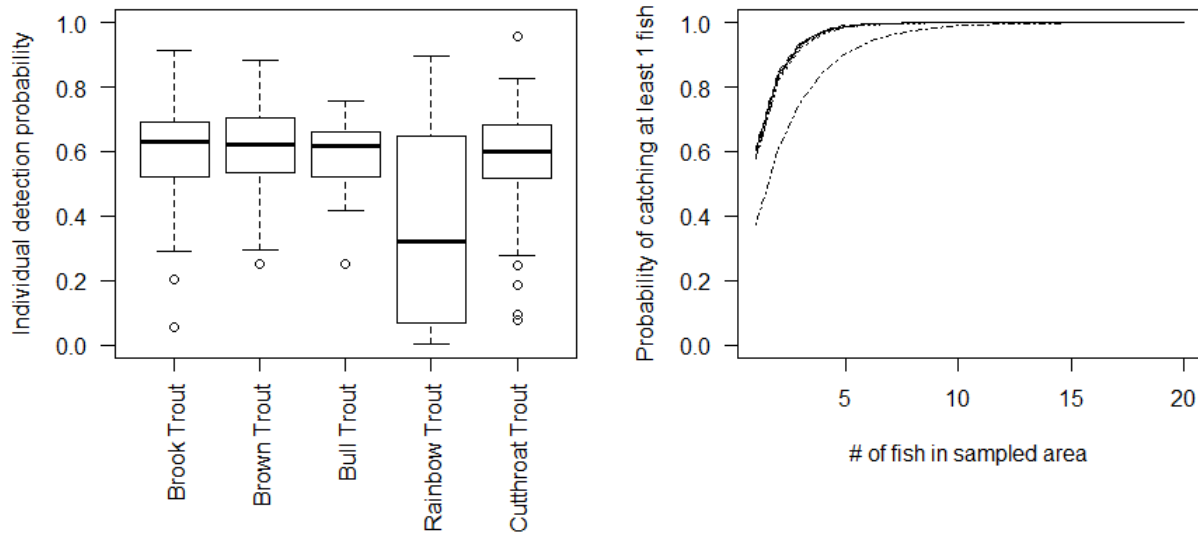 Individual detection probability
1.0
0.8
0.6
0.4
0.2
0.0
Brook Trout
Brown Trout
Bull Trout
Rainbow Trout
Cutthroat Trout
Probability of catching at least 1 fish
1.0
0.8
0.6
0.4
0.2
0.0
5
10
15
20
# of fish in sampled area